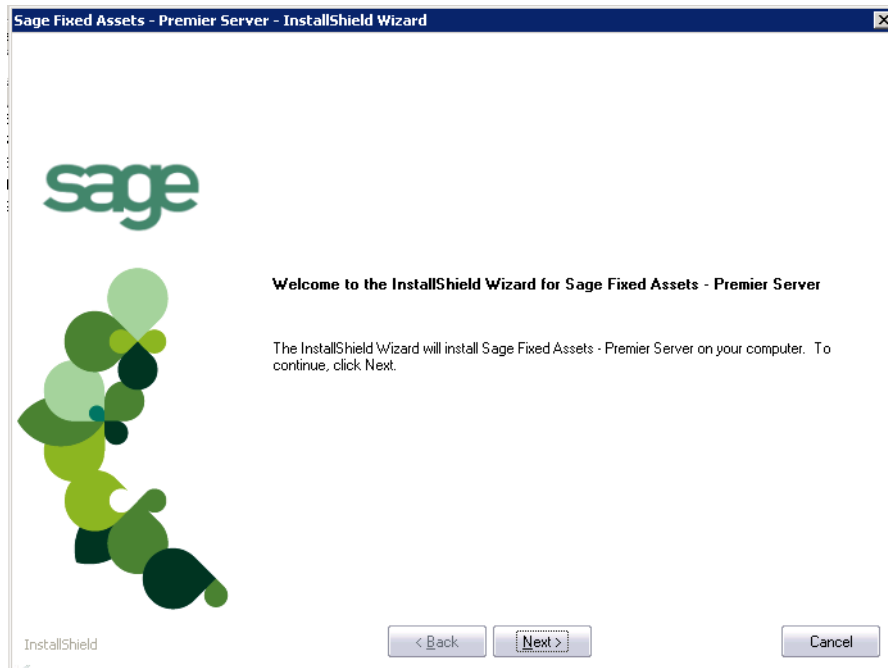 Sage Fixed Assets - Premier Server - InstallShield Wizard
sage
Welcome to the InstallShield Wizard for Sage Fixed Assets - Premier Server
The InstallShield Wizard will install Sage Fixed Assets - Premier Server on your computer. To
continue, click Next.
InstallShield
< Back
Next >
Cancel